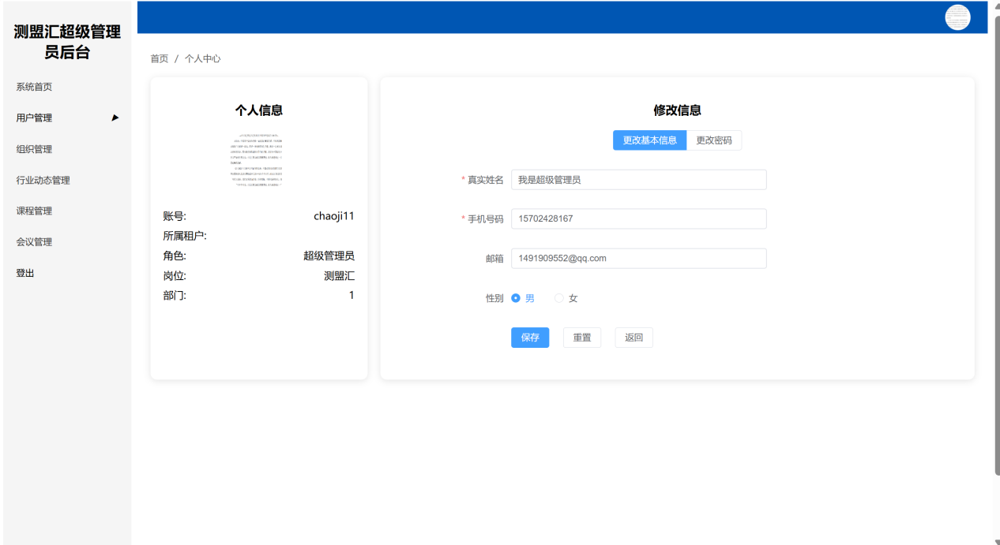 测盟汇超级管理
员后台
系统首页
用户管理
组织管理
行业动态管理
课程管理
会议管理
登出
首页 / 个人中心
个人信息
账号: chaoji11
所属租户:
角色: 超级管理员
岗位: 测盟汇
部门: 1
修改信息
更改基本信息 更改密码
* 真实姓名 我是超级管理员
* 手机号码 15702428167
邮箱 1491909552@qq.com
性别 男 女
保存 重置 返回